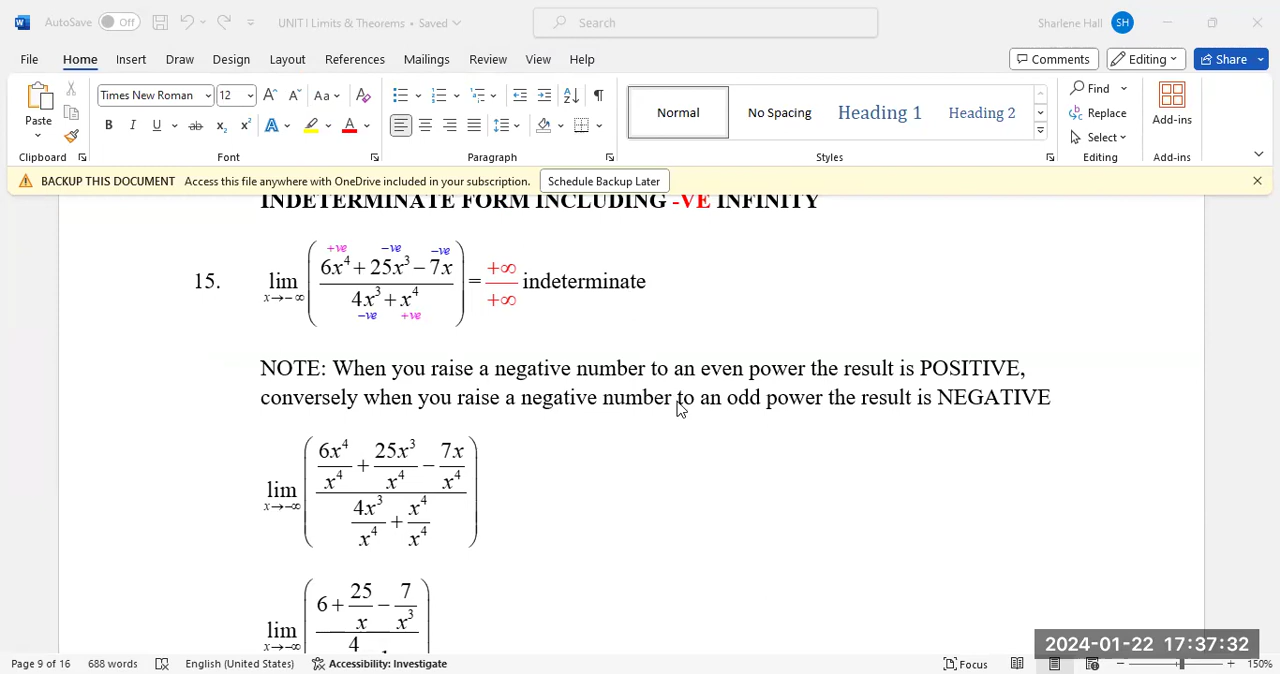 AutoSave Off UNIT I Limits & Theorems • Saved Search Sharlene Hall SH
File Home Insert Draw Design Layout References Mailings Review View Help Comments Editing Share
Paste Times New Roman 12 A A Aa A Normal No Spacing Heading 1 Heading 2 Find Replace Select Add-ins
B I U ab x₂ x² A A
Clipboard Font Paragraph Styles Editing Add-ins
BACKUP THIS DOCUMENT Access this file anywhere with OneDrive included in your subscription. Schedule Backup Later
INDETERMINATE FORM INCLUDING -VE INFINITY
+ve −ve −ve
15. lim x→−∞ (6x⁴ + 25x³ − 7x / 4x³ + x⁴) = +∞ / +∞ indeterminate
−ve +ve
NOTE: When you raise a negative number to an even power the result is POSITIVE,
conversely when you raise a negative number to an odd power the result is NEGATIVE
lim x→−∞ (6x⁴/x⁴ + 25x³/x⁴ − 7x/x⁴ / 4x³/x⁴ + x⁴/x⁴)
lim x→−∞ (6 + 25/x − 7/x³ / 4
2024-01-22 17:37:32
Page 9 of 16 688 words English (United States) Accessibility: Investigate Focus 150%